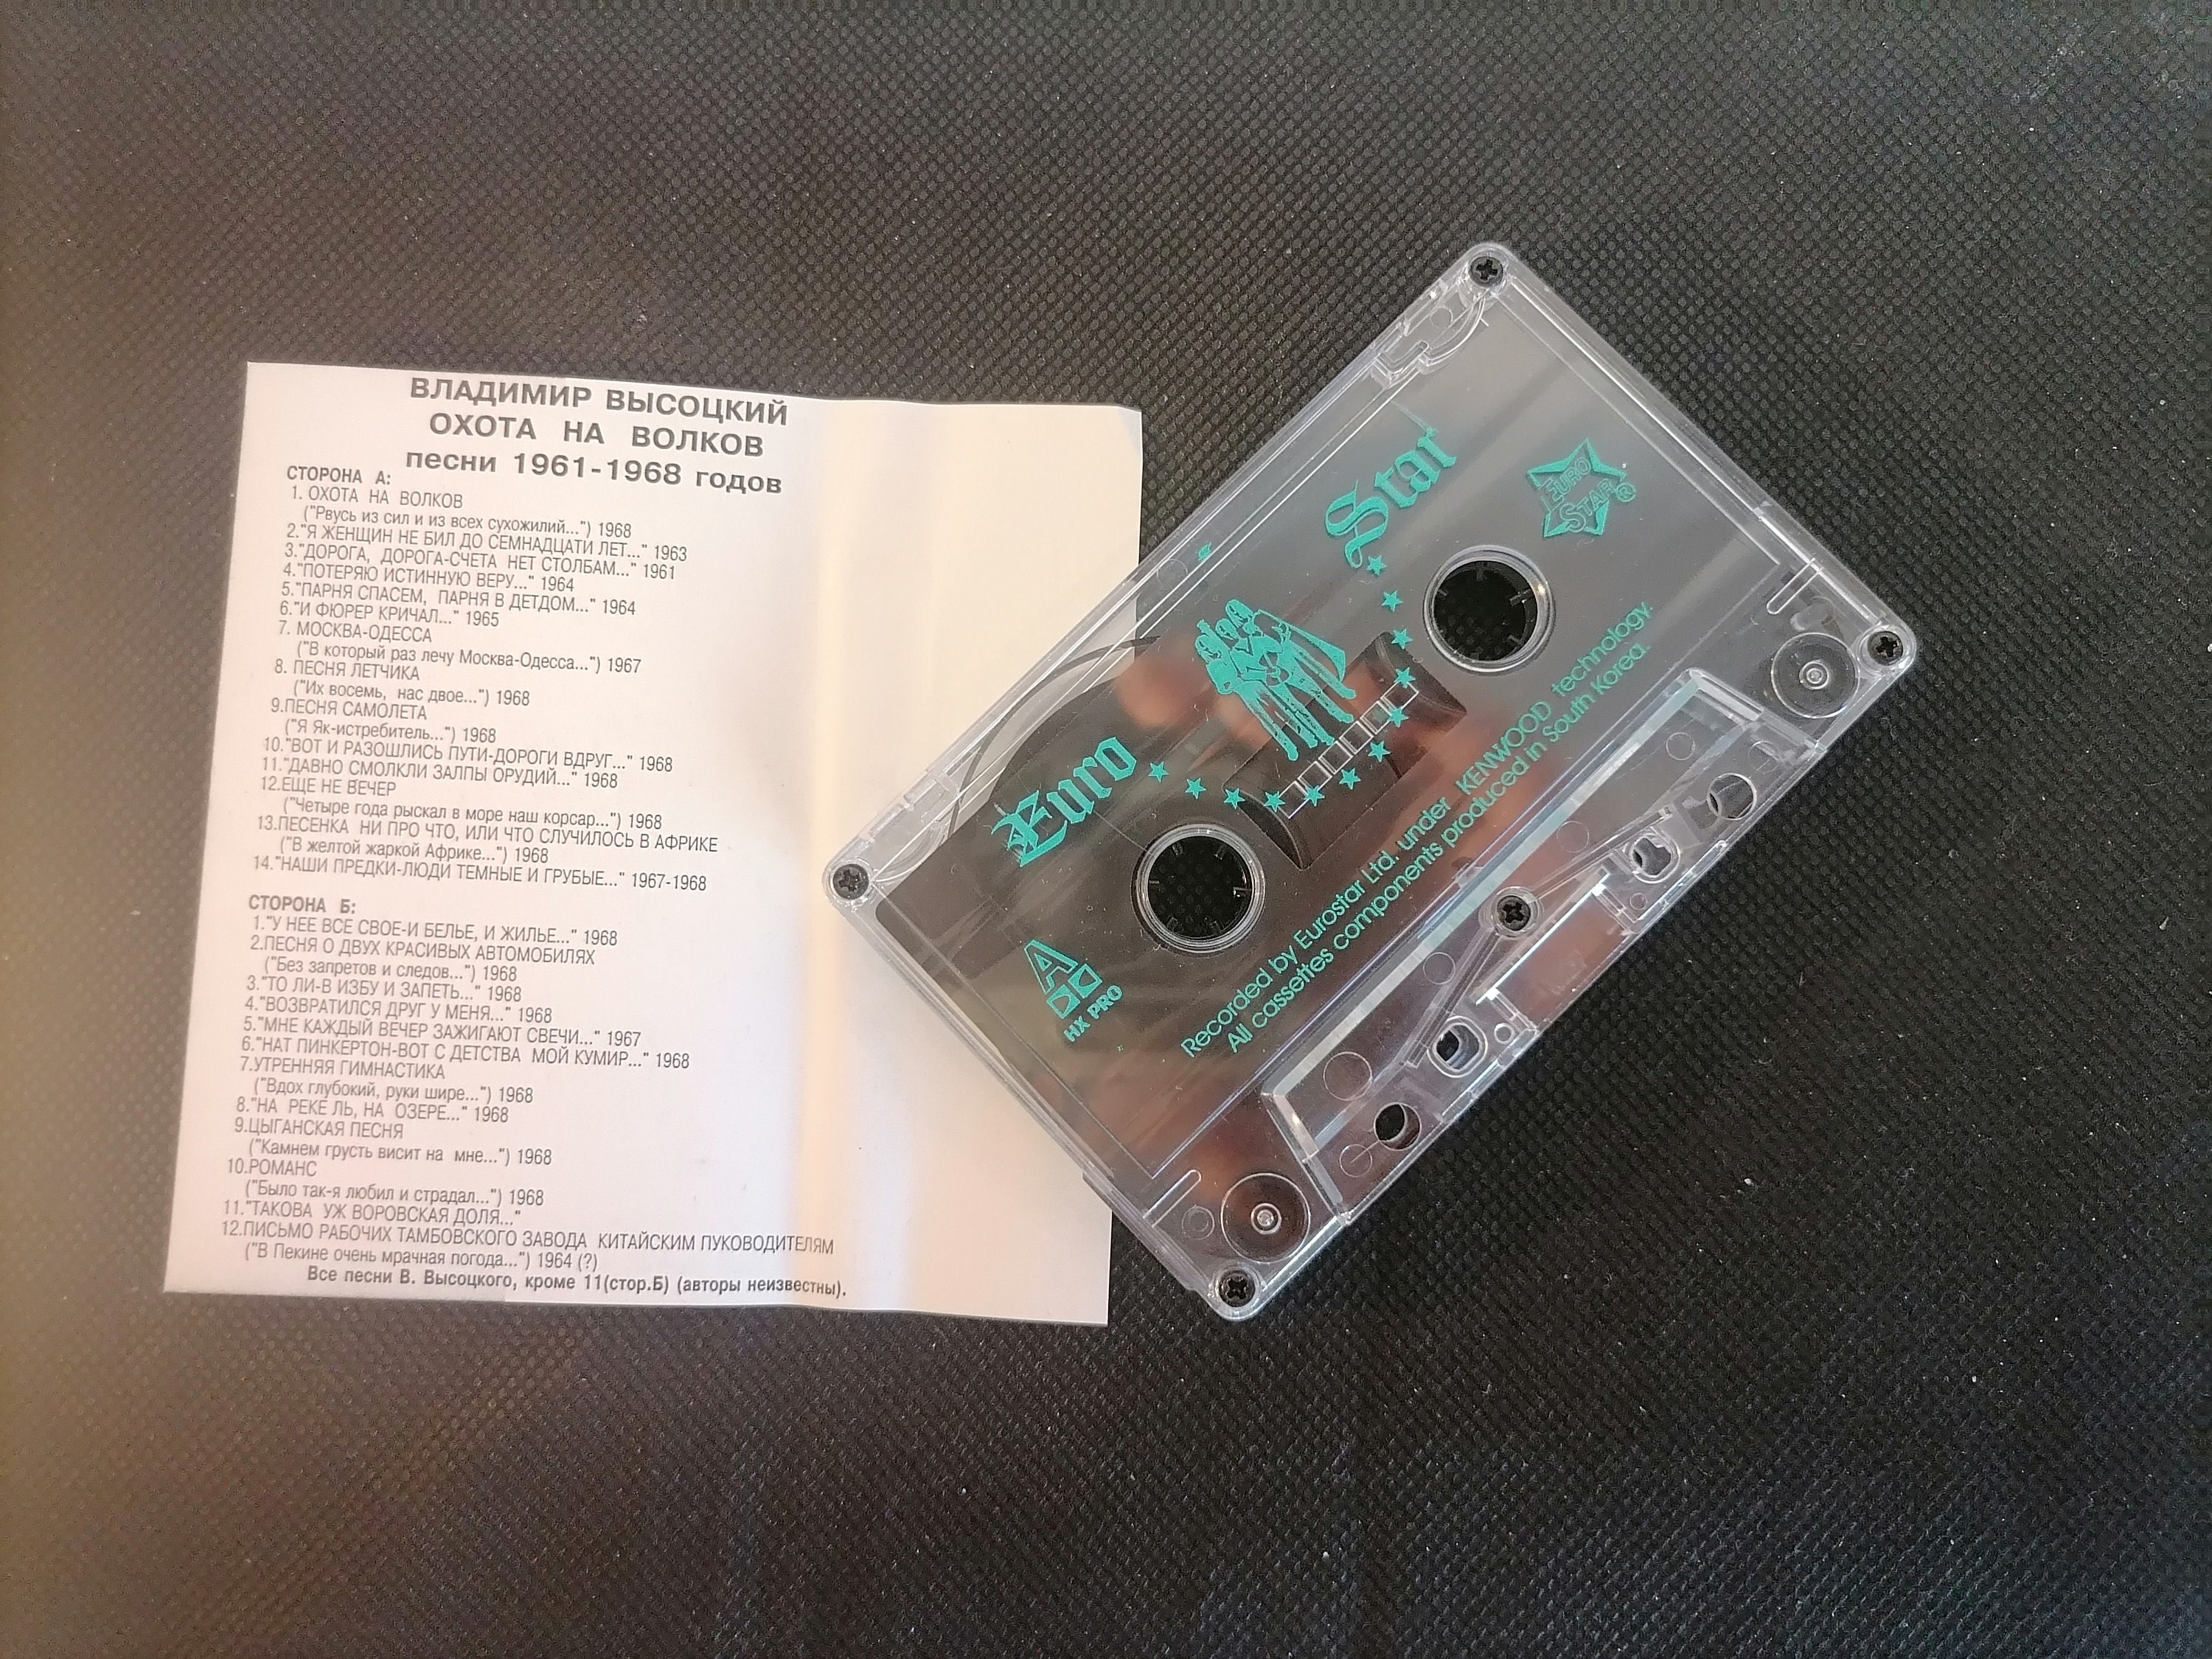 ВЛАДИМИР ВЫСОЦКИЙ
ОХОТА НА ВОЛКОВ
песни 1961-1968 годов
СТОРОНА А:
1. ОХОТА НА ВОЛКОВ
("Рвусь из сил и из всех сухожилий...") 1968
2."Я ЖЕНЩИН НЕ БИЛ ДО СЕМНАДЦАТИ ЛЕТ..." 1963
3."ДОРОГА, ДОРОГА-СЧЕТА НЕТ СТОЛБАМ..." 1961
4."ПОТЕРЯЮ ИСТИННУЮ ВЕРУ..." 1964
5."ПАРНЯ СПАСЕМ, ПАРНЯ В ДЕТДОМ..." 1964
6."И ФЮРЕР КРИЧАЛ..." 1965
7. МОСКВА-ОДЕССА
("В который раз лечу Москва-Одесса...") 1967
8. ПЕСНЯ ЛЕТЧИКА
("Их восемь, нас двое...") 1968
9.ПЕСНЯ САМОЛЕТА
("Я Як-истребитель...") 1968
10."ВОТ И РАЗОШЛИСЬ ПУТИ-ДОРОГИ ВДРУГ..." 1968
11."ДАВНО СМОЛКЛИ ЗАЛПЫ ОРУДИЙ..." 1968
12.ЕЩЕ НЕ ВЕЧЕР
("Четыре года рыскал в море наш корсар...") 1968
13.ПЕСЕНКА НИ ПРО ЧТО, ИЛИ ЧТО СЛУЧИЛОСЬ В АФРИКЕ
("В желтой жаркой Африке...") 1968
14."НАШИ ПРЕДКИ-ЛЮДИ ТЕМНЫЕ И ГРУБЫЕ..." 1967-1968
СТОРОНА Б:
1."У НЕЕ ВСЕ СВОЕ-И БЕЛЬЕ, И ЖИЛЬЕ..." 1968
2.ПЕСНЯ О ДВУХ КРАСИВЫХ АВТОМОБИЛЯХ
("Без запретов и следов...") 1968
3."ТО ЛИ-В ИЗБУ И ЗАПЕТЬ..." 1968
4."ВОЗВРАТИЛСЯ ДРУГ У МЕНЯ..." 1968
5."МНЕ КАЖДЫЙ ВЕЧЕР ЗАЖИГАЮТ СВЕЧИ..." 1967
6."НАТ ПИНКЕРТОН-ВОТ С ДЕТСТВА МОЙ КУМИР..." 1968
7.УТРЕННЯЯ ГИМНАСТИКА
("Вдох глубокий, руки шире...") 1968
8."НА РЕКЕ ЛЬ, НА ОЗЕРЕ..." 1968
9.ЦЫГАНСКАЯ ПЕСНЯ
("Камнем грусть висит на мне...") 1968
10.РОМАНС
("Было так-я любил и страдал...") 1968
11."ТАКОВА УЖ ВОРОВСКАЯ ДОЛЯ..."
12.ПИСЬМО РАБОЧИХ ТАМБОВСКОГО ЗАВОДА КИТАЙСКИМ ПУКОВОДИТЕЛЯМ
("В Пекине очень мрачная погода...") 1964 (?)
Все песни В. Высоцкого, кроме 11(стор.Б) (авторы неизвестны).
Euro Star
EURO
STAR®
A
HX PRO
Recorded by Eurostar Ltd. under KENWOOD technology.
All cassettes components produced in South Korea.